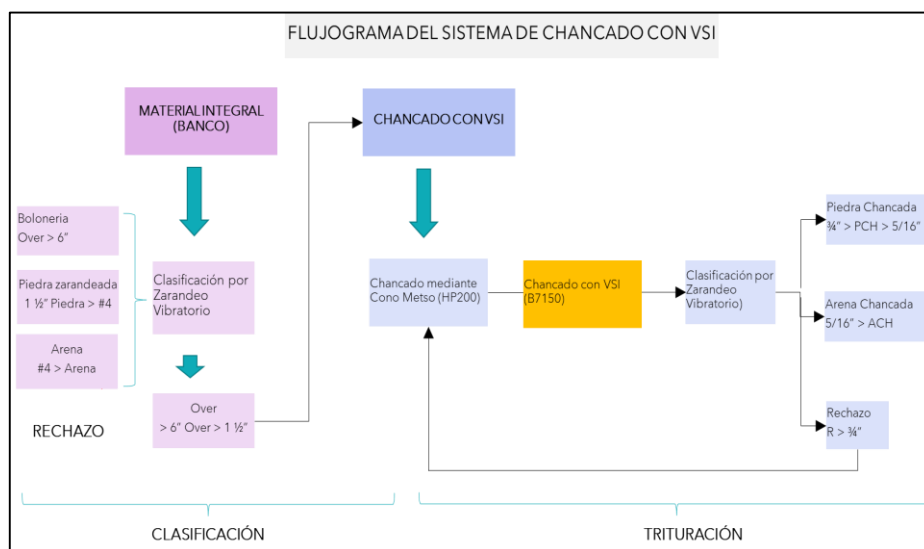 FLUJOGRAMA DEL SISTEMA DE CHANCADO CON VSI
MATERIAL INTEGRAL
(BANCO)
CHANCADO CON VSI
Boloneria
Over > 6"
Piedra zarandeada
1 ½" Piedra > #4
Arena
#4 > Arena
RECHAZO
Clasificación por
Zarandeo
Vibratorio
Over
> 6" Over > 1 ½"
Chancado mediante
Cono Metso (HP200)
Chancado con VSI
(B7150)
Clasificación por
Zarandeo
Vibratorio)
Piedra Chancada
¾" > PCH > 5/16"
Arena Chancada
5/16" > ACH
Rechazo
R > ¾"
CLASIFICACIÓN
TRITURACIÓN